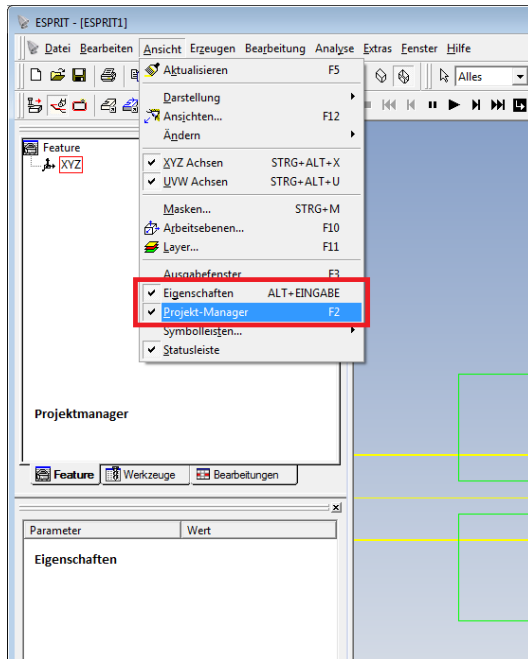 ESPRIT - [ESPRIT1]
Datei Bearbeiten Ansicht Erzeugen Bearbeitung Analyse Extras Fenster Hilfe
Aktualisieren F5
Alles
Darstellung
Ansichten... F12
Ändern
Feature
XYZ
XYZ Achsen STRG+ALT+X
UVW Achsen STRG+ALT+U
Masken... STRG+M
Arbeitsebenen... F10
Layer... F11
Ausgabefenster F3
Eigenschaften ALT+EINGABE
Projekt-Manager F2
Symbolleisten...
Statusleiste
Projektmanager
Feature Werkzeuge Bearbeitungen
Parameter Wert
Eigenschaften